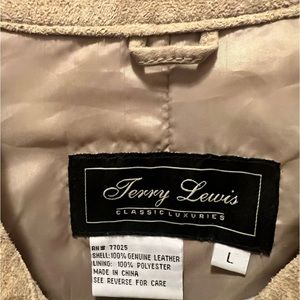 Terry Lewis
CLASSIC LUXURIES
RN# 77025
SHELL: 100% GENUINE LEATHER
LINING: 100% POLYESTER
MADE IN CHINA
SEE REVERSE FOR CARE
L